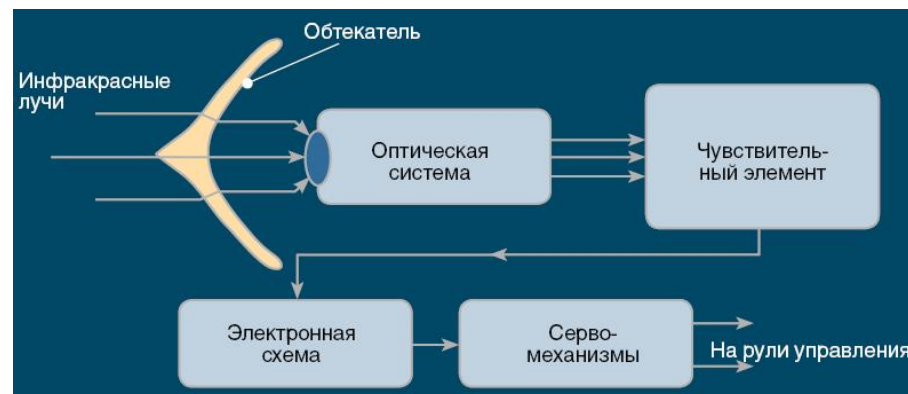 Обтекатель
Инфракрасные
лучи
Оптическая
система
Чувствитель-
ный элемент
Электронная
схема
Серво-
механизмы
На рули управления